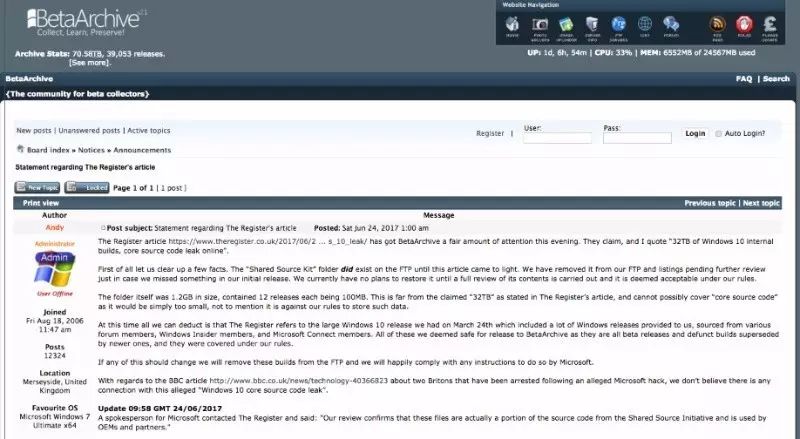 BetaArchive
Collect, Learn, Preserve!
Website Navigation
Archive Stats: 70.58TB, 39,053 releases.
[See more].
UP: 1d, 6h, 54m | CPU: 33% | MEM: 6552MB of 24567MB used
BetaArchive
FAQ | Search
{The community for beta collectors}
New posts | Unanswered posts | Active topics
Register | User: Pass: Login Auto Login?
Board index » Notices » Announcements
Statement regarding The Register's article
New Topic Locked Page 1 of 1 [ 1 post ]
Print view Previous topic | Next topic
Author Message
Andy Post subject: Statement regarding The Register's article Posted: Sat Jun 24, 2017 1:00 am
Administrator
Admin
User Offline
Joined
Fri Aug 18, 2006
11:47 am
Posts
12324
Location
Merseyside, United
Kingdom
Favourite OS
Microsoft Windows 7
Ultimate x64
The Register article https://www.theregister.co.uk/2017/06/2 ... s_10_leak/ has got BetaArchive a fair amount of attention this evening. They claim, and I quote "32TB of Windows 10 internal
builds, core source code leak online".
First of all let us clear up a few facts. The "Shared Source Kit" folder did exist on the FTP until this article came to light. We have removed it from our FTP and listings pending further review
just in case we missed something in our initial release. We currently have no plans to restore it until a full review of its contents is carried out and it is deemed acceptable under our rules.
The folder itself was 1.2GB in size, contained 12 releases each being 100MB. This is far from the claimed "32TB" as stated in The Register's article, and cannot possibly cover "core source code"
as it would be simply too small, not to mention it is against our rules to store such data.
At this time all we can deduct is that The Register refers to the large Windows 10 release we had on March 24th which included a lot of Windows releases provided to us, sourced from various
forum members, Windows Insider members, and Microsoft Connect members. All of these we deemed safe for release to BetaArchive as they are all beta releases and defunct builds superseded
by newer ones, and they were covered under our rules.
If any of this should change we will remove these builds from the FTP and we will happily comply with any instructions to do so by Microsoft.
With regards to the BBC article http://www.bbc.co.uk/news/technology-40366823 about two Britons that have been arrested following an alleged Microsoft hack, we don't believe there is any
connection with this alleged "Windows 10 core source code leak".
Update 09:58 GMT 24/06/2017
A spokesperson for Microsoft contacted The Register and said: "Our review confirms that these files are actually a portion of the source code from the Shared Source Initiative and is used by
OEMs and partners."